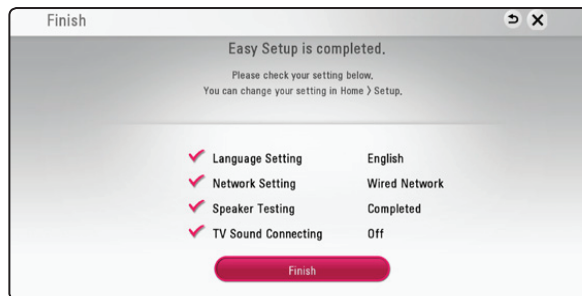 Finish
Easy Setup is completed.
Please check your setting below.
You can change your setting in Home > Setup.
Language Setting English
Network Setting Wired Network
Speaker Testing Completed
TV Sound Connecting Off
Finish